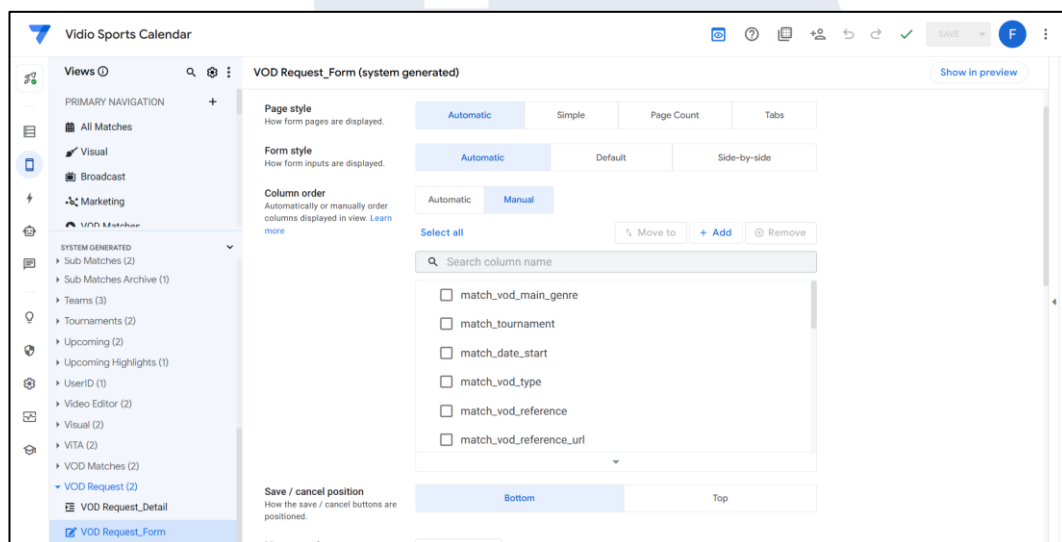 Vidio Sports Calendar
SAVE
F
Views
VOD Request_Form (system generated)
Show in preview
PRIMARY NAVIGATION
All Matches
Visual
Broadcast
Marketing
VOD Matches
SYSTEM GENERATED
Sub Matches (2)
Sub Matches Archive (1)
Teams (3)
Tournaments (2)
Upcoming (2)
Upcoming Highlights (1)
UserID (1)
Video Editor (2)
Visual (2)
ViTA (2)
VOD Matches (2)
VOD Request (2)
VOD Request_Detail
VOD Request_Form
Page style
How form pages are displayed.
Automatic Simple Page Count Tabs
Form style
How form inputs are displayed.
Automatic Default Side-by-side
Column order
Automatically or manually order
columns displayed in view. Learn
more
Automatic Manual
Select all Move to + Add Remove
Search column name
match_vod_main_genre
match_tournament
match_date_start
match_vod_type
match_vod_reference
match_vod_reference_url
Save / cancel position
How the save / cancel buttons are
positioned.
Bottom Top